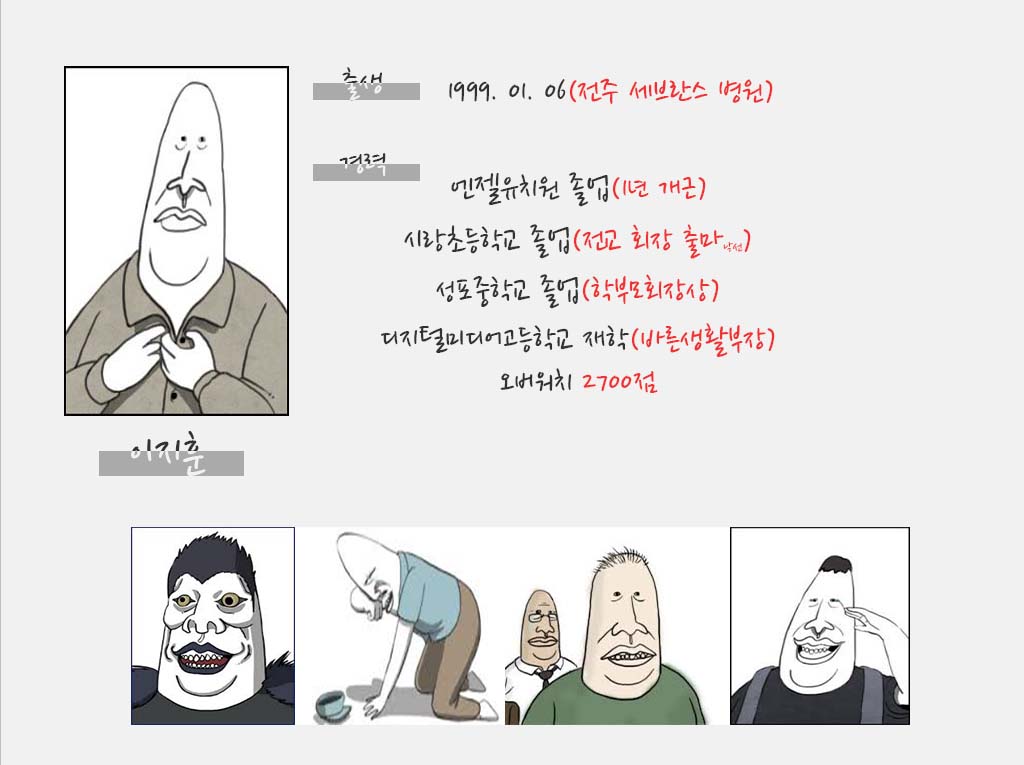 출생
1999. 01. 06(전주 세브란스 병원)
경력
엔젤유치원 졸업(1년 개근)
시랑초등학교 졸업(전교 회장 출마낙선)
성포중학교 졸업(학부모회장상)
디지털미디어고등학교 재학(바른생활부장)
오버워치 2700점
이지훈